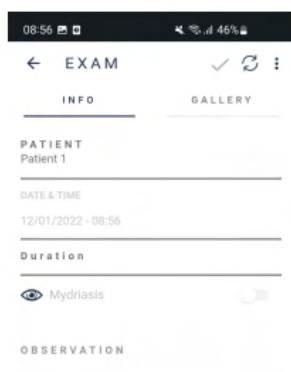 08:56 46%
EXAM
INFO GALLERY
PATIENT
Patient 1
DATE & TIME
12/01/2022 - 08:56
Duration
Mydriasis
OBSERVATION